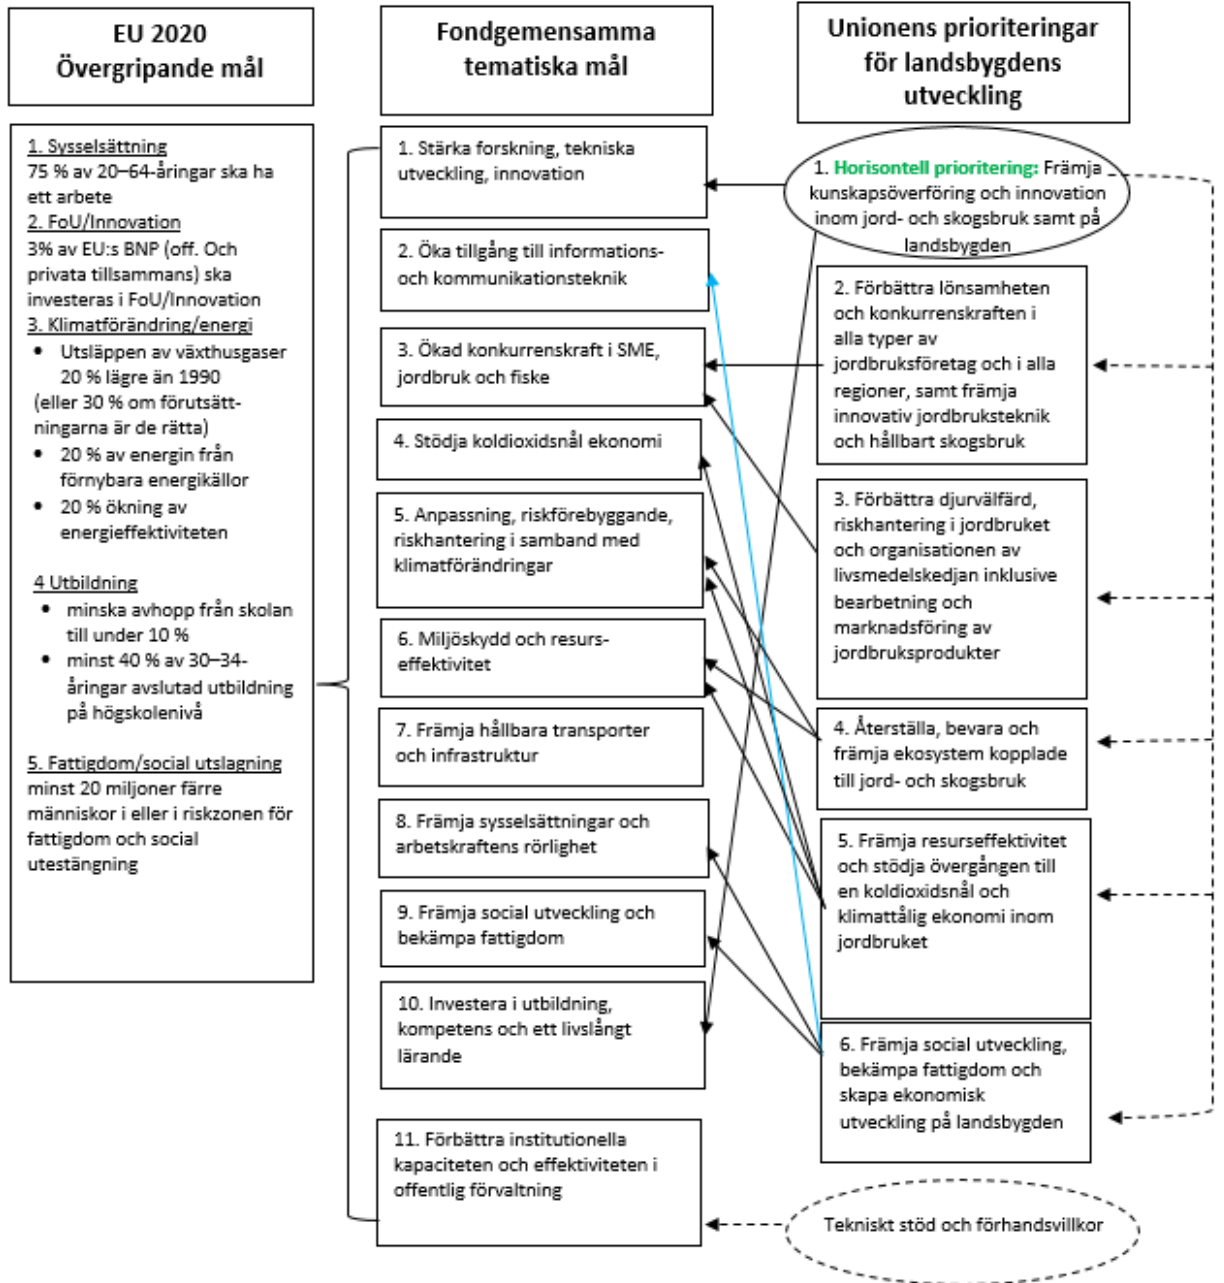 EU 2020
Övergripande mål
1. Sysselsättning
75 % av 20–64-åringar ska ha
ett arbete
2. FoU/Innovation
3% av EU:s BNP (off. Och
privata tillsammans) ska
investeras i FoU/Innovation
3. Klimatförändring/energi
• Utsläppen av växthusgaser
20 % lägre än 1990
(eller 30 % om förutsätt-
ningarna är de rätta)
• 20 % av energin från
förnybara energikällor
• 20 % ökning av
energieffektiviteten
4 Utbildning
• minska avhopp från skolan
till under 10 %
• minst 40 % av 30–34-
åringar avslutad utbildning
på högskolenivå
5. Fattigdom/social utslagning
minst 20 miljoner färre
människor i eller i riskzonen för
fattigdom och social
utestängning
Fondgemensamma
tematiska mål
1. Stärka forskning, tekniska
utveckling, innovation
2. Öka tillgång till informations-
och kommunikationsteknik
3. Ökad konkurrenskraft i SME,
jordbruk och fiske
4. Stödja koldioxidsnål ekonomi
5. Anpassning, riskförebyggande,
riskhantering i samband med
klimatförändringar
6. Miljöskydd och resurs-
effektivitet
7. Främja hållbara transporter
och infrastruktur
8. Främja sysselsättningar och
arbetskraftens rörlighet
9. Främja social utveckling och
bekämpa fattigdom
10. Investera i utbildning,
kompetens och ett livslångt
lärande
11. Förbättra institutionella
kapaciteten och effektiviteten i
offentlig förvaltning
Unionens prioriteringar
för landsbygdens
utveckling
1. Horisontell prioritering: Främja
kunskapsöverföring och innovation
inom jord- och skogsbruk samt på
landsbygden
2. Förbättra lönsamheten
och konkurrenskraften i
alla typer av
jordbruksföretag och i alla
regioner, samt främja
innovativ jordbruksteknik
och hållbart skogsbruk
3. Förbättra djurvälfärd,
riskhantering i jordbruket
och organisationen av
livsmedelskedjan inklusive
bearbetning och
marknadsföring av
jordbruksprodukter
4. Återställa, bevara och
främja ekosystem kopplade
till jord- och skogsbruk
5. Främja resurseffektivitet
och stödja övergången till
en koldioxidsnål och
klimattålig ekonomi inom
jordbruket
6. Främja social utveckling,
bekämpa fattigdom och
skapa ekonomisk
utveckling på landsbygden
Tekniskt stöd och förhandsvillkor